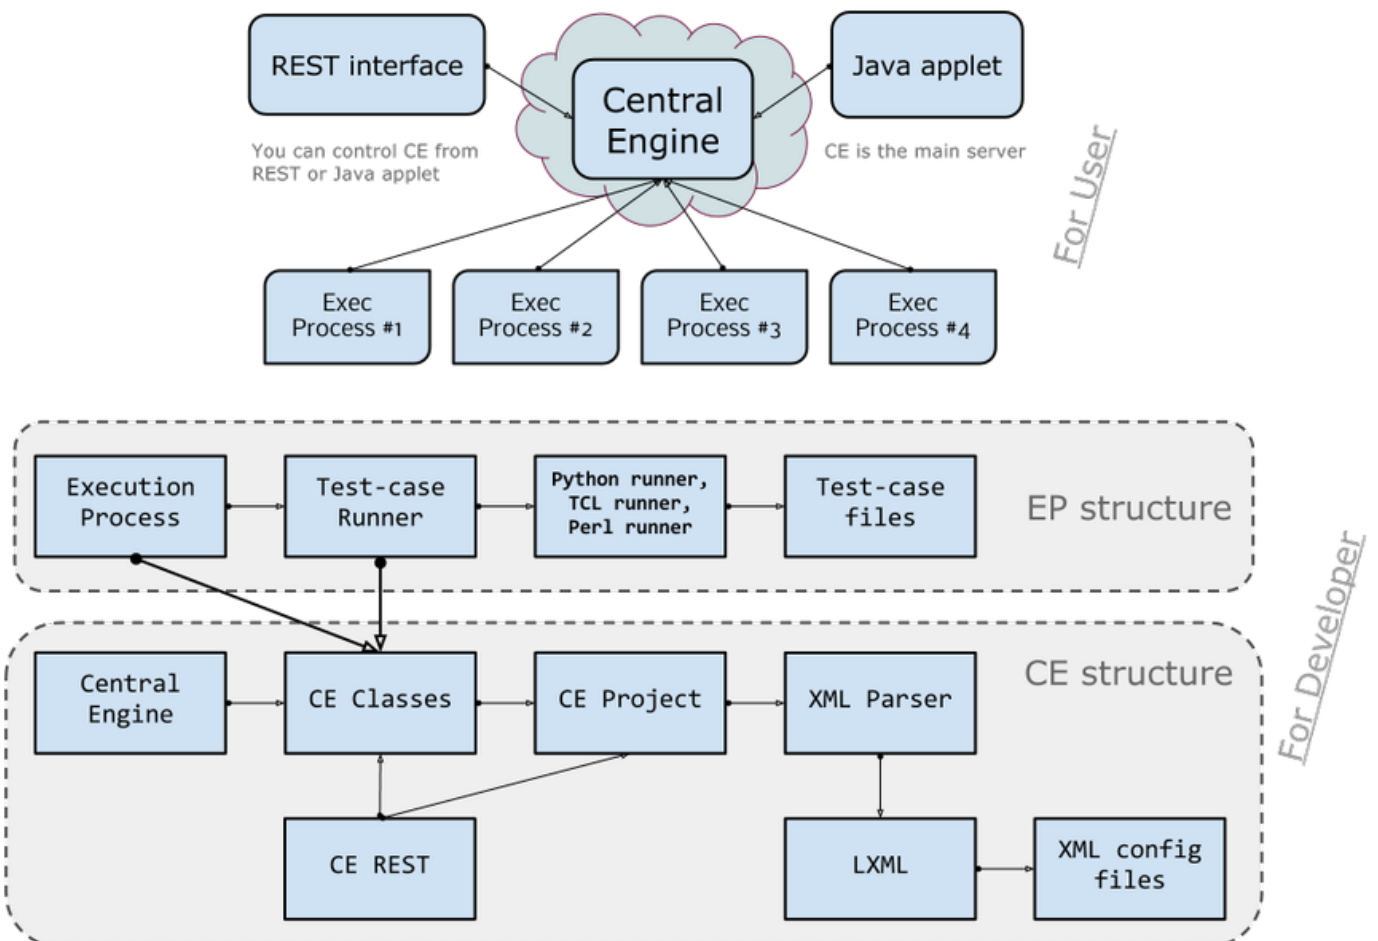 REST interface
Central
Engine
Java applet
You can control CE from
REST or Java applet
CE is the main server
For User
Exec
Process #1
Exec
Process #2
Exec
Process #3
Exec
Process #4
Execution
Process
Test-case
Runner
Python runner,
TCL runner,
Perl runner
Test-case
files
EP structure
For Developer
CE structure
Central
Engine
CE Classes
CE Project
XML Parser
CE REST
LXML
XML config
files